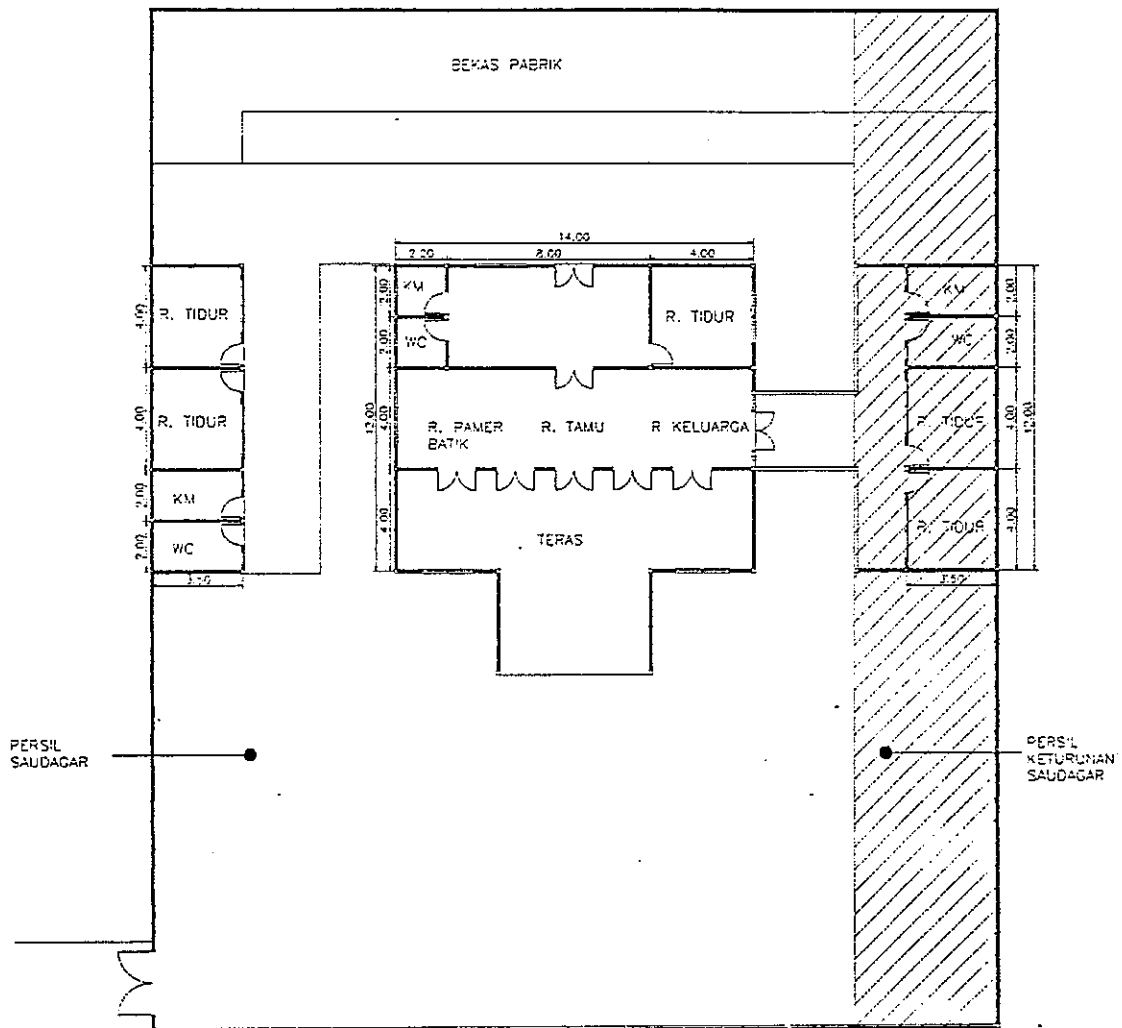 BEKAS PABRIK
14.00
2.20 8.00 4.00
4.00
R. TIDUR
4.00
R. TIDUR
2.00
KM
2.00
WC
3.50
12.00
2.00
KM
2.00
WC
R. TIDUR
4.00
R. PAMER
BATIK
R. TAMU
R KELUARGA
4.00
TERAS
KM
2.00
WC
2.00
R. TIDUR
4.00
12.00
R. TIDUR
4.00
3.50
PERSIL
SAUDAGAR
PERSIL
KETURUNAN
SAUDAGAR